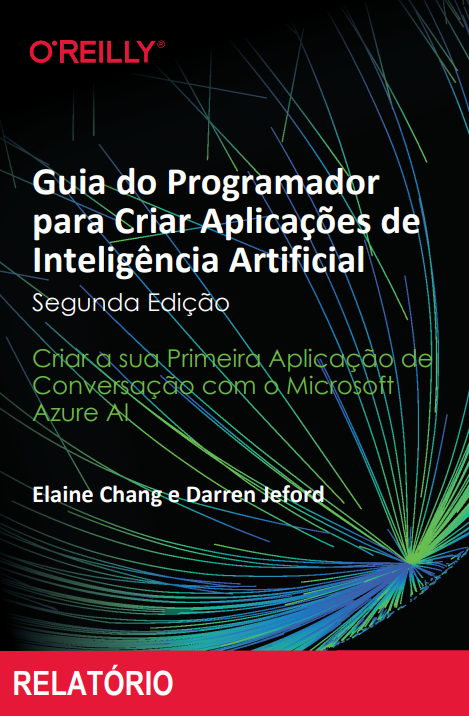 O'REILLY®
Guia do Programador
para Criar Aplicações de
Inteligência Artificial
Segunda Edição
Criar a sua Primeira Aplicação de
Conversação com o Microsoft
Azure AI
Elaine Chang e Darren Jeford
RELATÓRIO